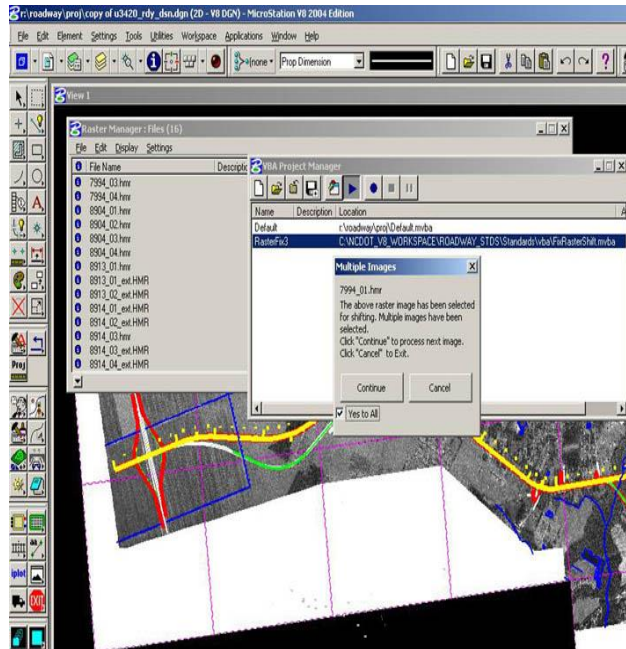 r:\roadway\proj\copy of u3420_rdy_dsn.dgn (2D - V8 DGN) - MicroStation V8 2004 Edition
File Edit Element Settings Tools Utilities Workspace Applications Window Help
none Prop Dimension
View 1
Raster Manager : Files (16)
File Edit Display Settings
File Name
7994_03.hmr
7994_04.hmr
8904_01.hmr
8904_02.hmr
8904_03.hmr
8904_04.hmr
8913_01.hmr
8913_01_ext.HMR
8913_02_ext.HMR
8914_01_ext.HMR
8914_02_ext.HMR
8914_03.hmr
8914_03_ext.HMR
8914_04_ext.HMR
VBA Project Manager
Name Description Location
Default r:\roadway\proj\Default.mvba
RasterFix3 C:\NCDOT_V8_WORKSPACE\ROADWAY_STDS\Standards\vba\FixRasterShift.mvba
Multiple Images
7994_01.hmr
The above raster image has been selected
for shifting. Multiple images have been
selected.
Click "Continue" to process next image.
Click "Cancel" to Exit.
Continue Cancel
Yes to All
Proj
iplot
EXIT